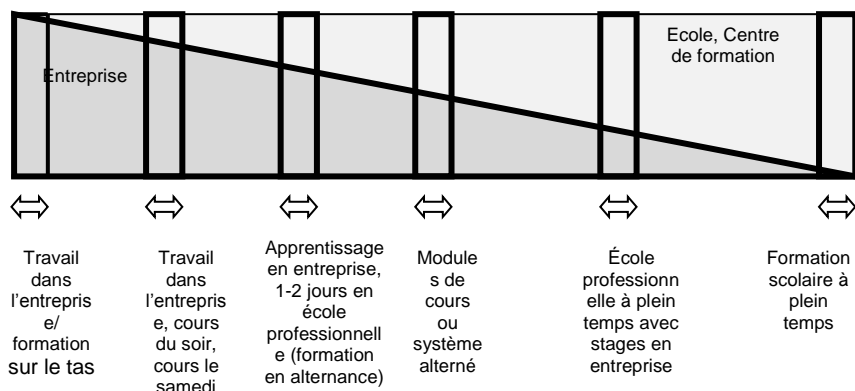 Entreprise
Ecole, Centre
de formation
Travail
dans
l’entrepris
e/
formation
sur le tas
Travail
dans
l’entrepris
e, cours
du soir,
cours le
samedi
Apprentissage
en entreprise,
1-2 jours en
école
professionnell
e (formation
en alternance)
Module
s de
cours
ou
système
alterné
École
professionn
elle à plein
temps avec
stages en
entreprise
Formation
scolaire à
plein
temps